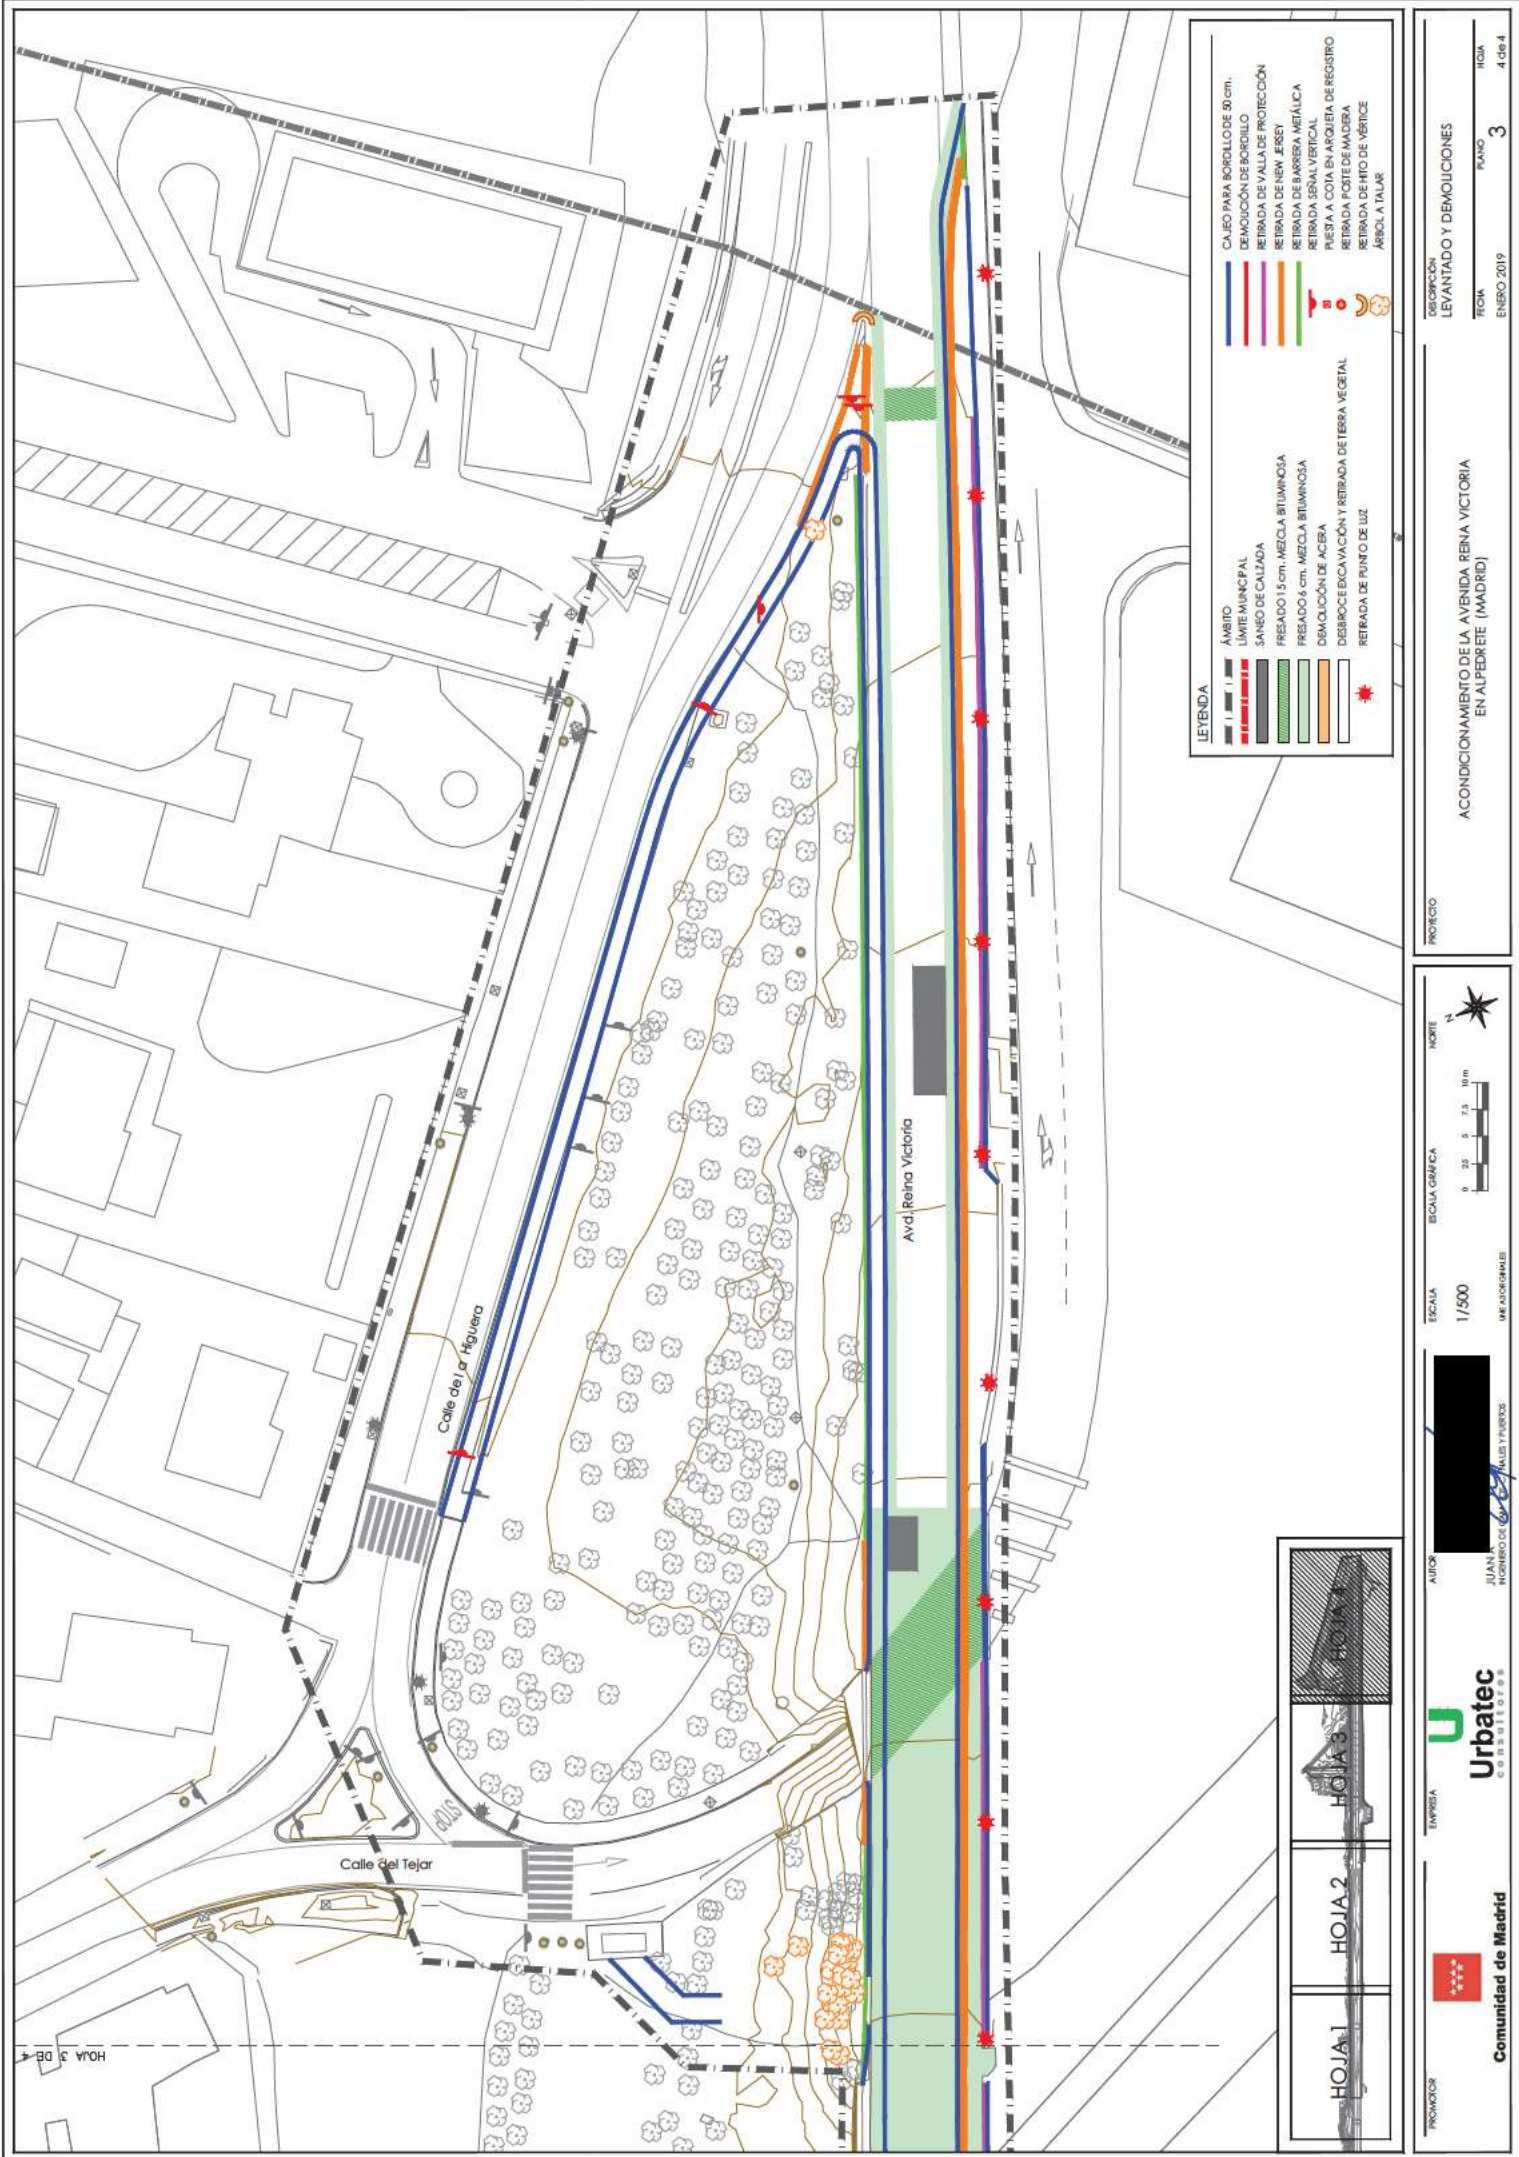 HOJA 3 DE 4
Calle del Tejar
STOP
Calle de la Higuera
Avd. Reina Victoria
LEYENDA
ÁMBITO
LÍMITE MUNICIPAL
SANEO DE CALZADA
FRESADO 15 cm. MEZCLA BITUMINOSA
FRESADO 6 cm. MEZCLA BITUMINOSA
DEMOLICIÓN DE ACERA
DESBROCE EXCAVACIÓN Y RETIRADA DE TIERRA VEGETAL
RETIRADA DE PUNTO DE LUZ
CAJEO PARA BORDILLO DE 50 cm.
DEMOLICIÓN DE BORDILLO
RETIRADA DE VALLA DE PROTECCIÓN
RETIRADA DE NEW JERSEY
RETIRADA DE BARRERA METÁLICA
RETIRADA SEÑAL VERTICAL
PUESTA A COTA EN ARQUETA DE REGISTRO
RETIRADA POSTE DE MADERA
RETIRADA DE HITO DE VÉRTICE
ÁRBOL A TALAR
HOJA 1
HOJA 2
HOJA 3
HOJA 4
PROMOTOR
Comunidad de Madrid
EMPRESA
Urbatec
consultores
AUTOR
JUAN A
ESCALA
1/500
UNE A3 ORIGINALES
ESCALA GRÁFICA
0 2.5 5 7.5 10 m
NORTE
N
PROYECTO
ACONDICIONAMIENTO DE LA AVENIDA REINA VICTORIA
EN ALPEDRETE (MADRID)
DESCRIPCIÓN
LEVANTADO Y DEMOLICIONES
FECHA
ENERO 2019
PLANO
3
HOJA
4 de 4